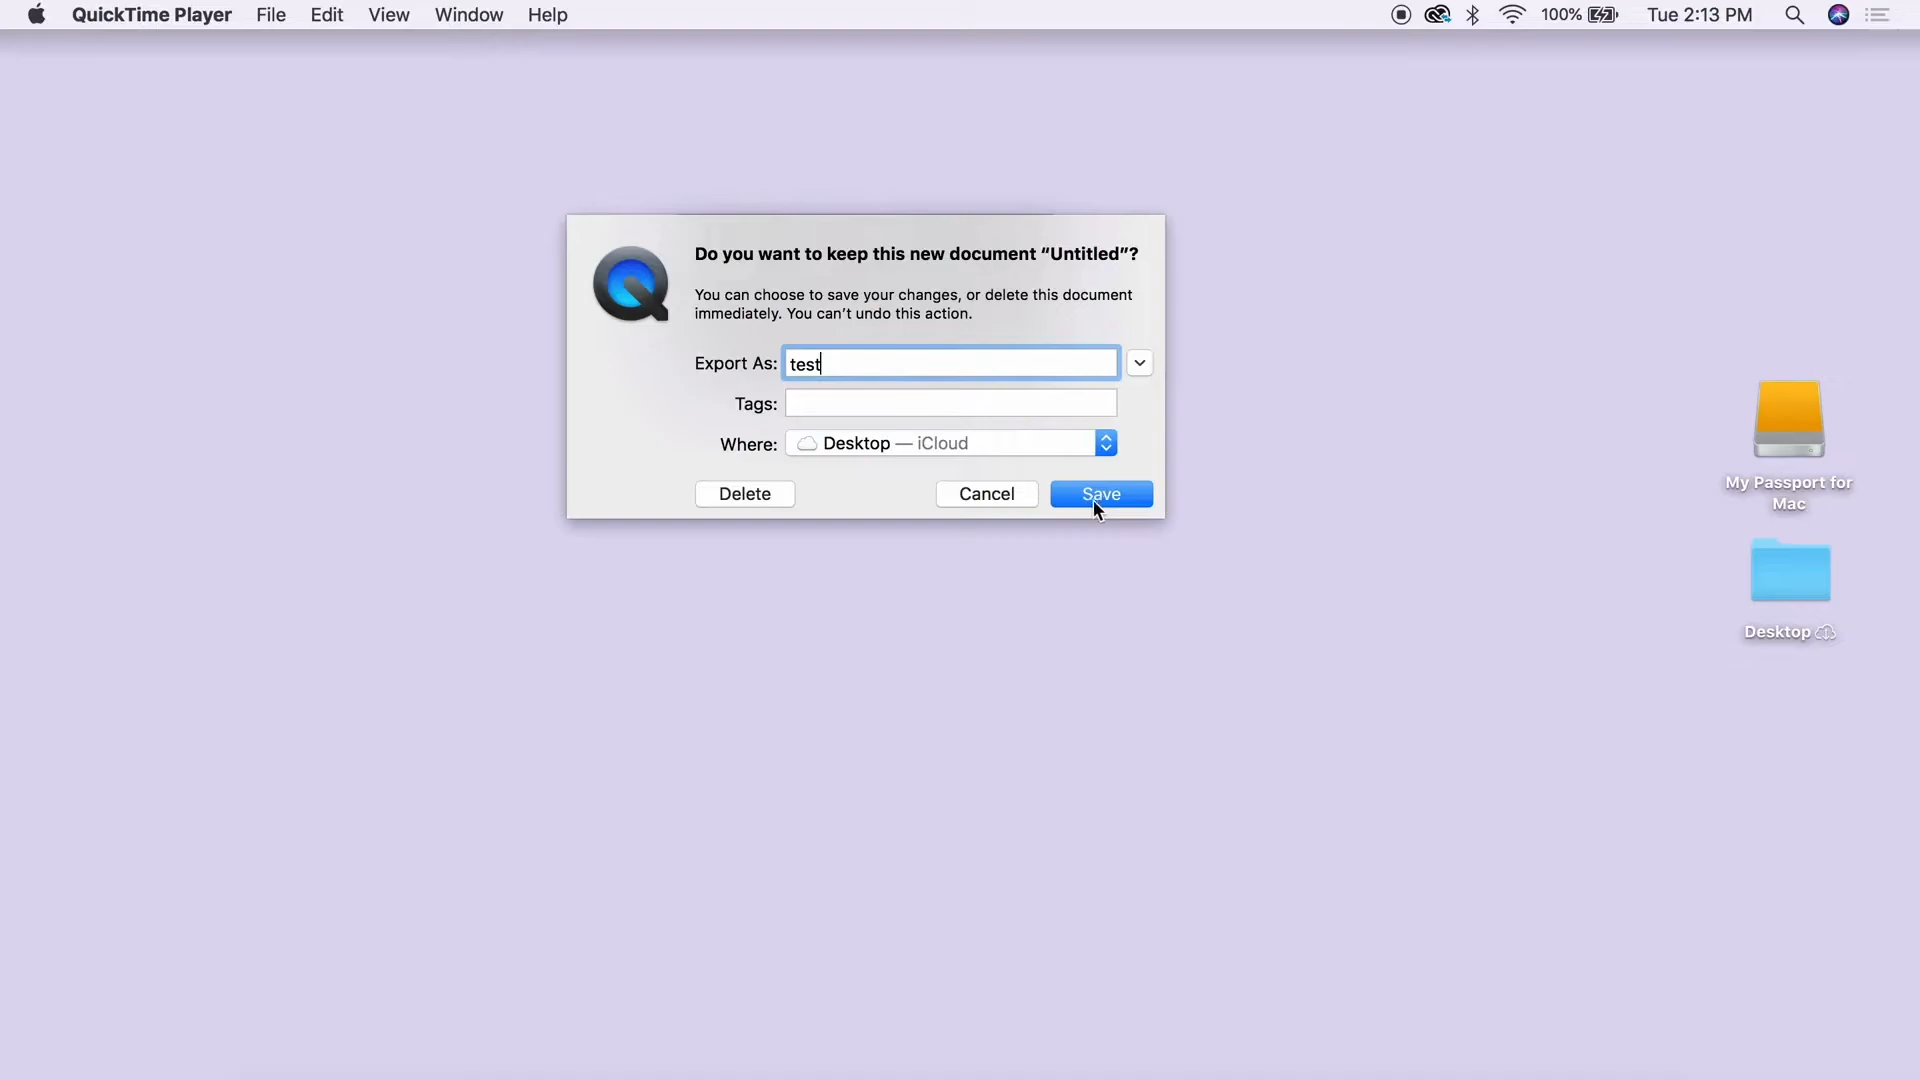 QuickTime Player File Edit View Window Help 100% Tue 2:13 PM
Do you want to keep this new document “Untitled”?
You can choose to save your changes, or delete this document
immediately. You can’t undo this action.
Export As: test
Tags:
Where: Desktop — iCloud
Delete Cancel Save
My Passport for
Mac
Desktop